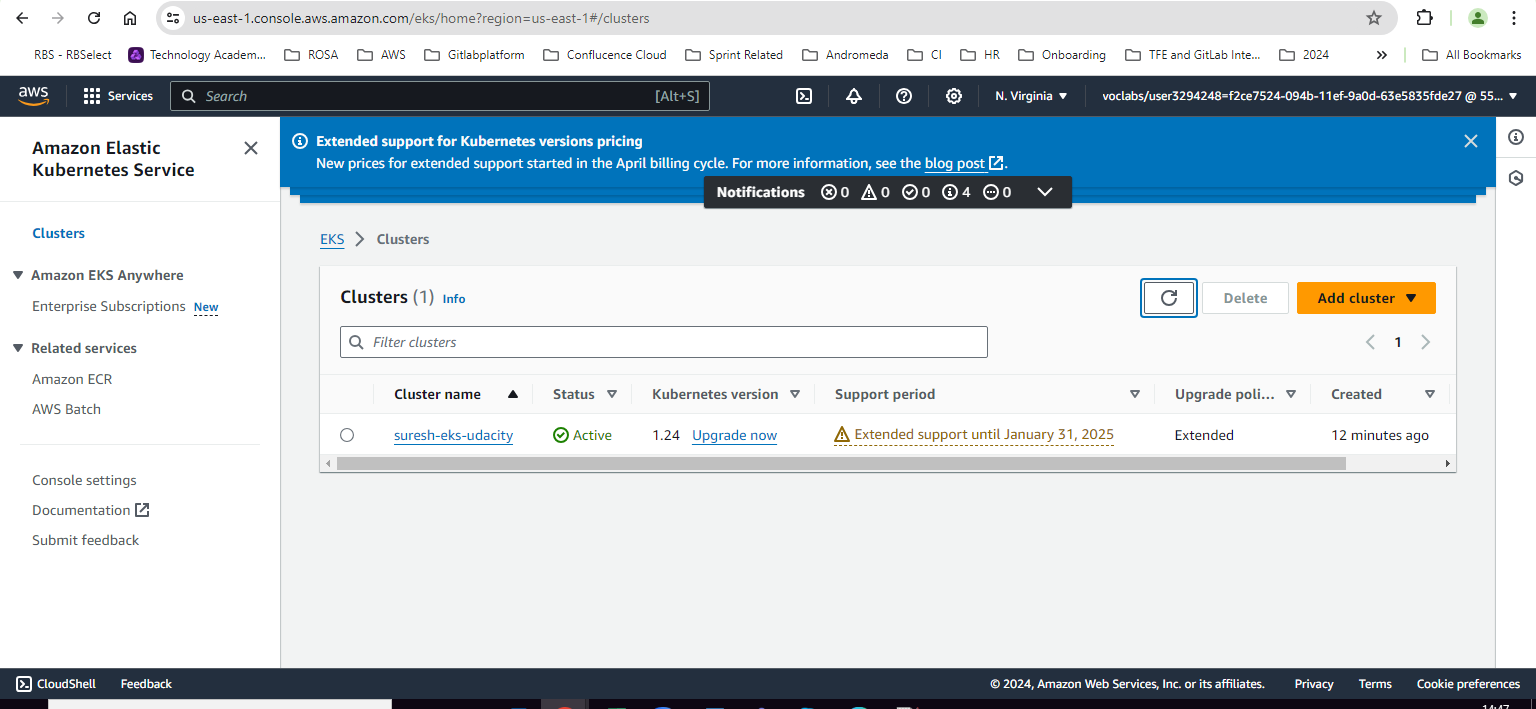 us-east-1.console.aws.amazon.com/eks/home?region=us-east-1#/clusters
RBS - RBSelect Technology Academ... ROSA AWS Gitlabplatform Conflucence Cloud Sprint Related Andromeda CI HR Onboarding TFE and GitLab Inte... 2024 » All Bookmarks
aws Services Search [Alt+S] N. Virginia voclabs/user3294248=f2ce7524-094b-11ef-9a0d-63e5835fde27 @ 55...
Amazon Elastic
Kubernetes Service
Clusters
Amazon EKS Anywhere
Enterprise Subscriptions New
Related services
Amazon ECR
AWS Batch
Console settings
Documentation
Submit feedback
Extended support for Kubernetes versions pricing
New prices for extended support started in the April billing cycle. For more information, see the blog post.
Notifications 0 0 0 4 0
EKS > Clusters
Clusters (1) Info Delete Add cluster
Filter clusters 1
Cluster name Status Kubernetes version Support period Upgrade poli... Created
suresh-eks-udacity Active 1.24 Upgrade now Extended support until January 31, 2025 Extended 12 minutes ago
CloudShell Feedback © 2024, Amazon Web Services, Inc. or its affiliates. Privacy Terms Cookie preferences